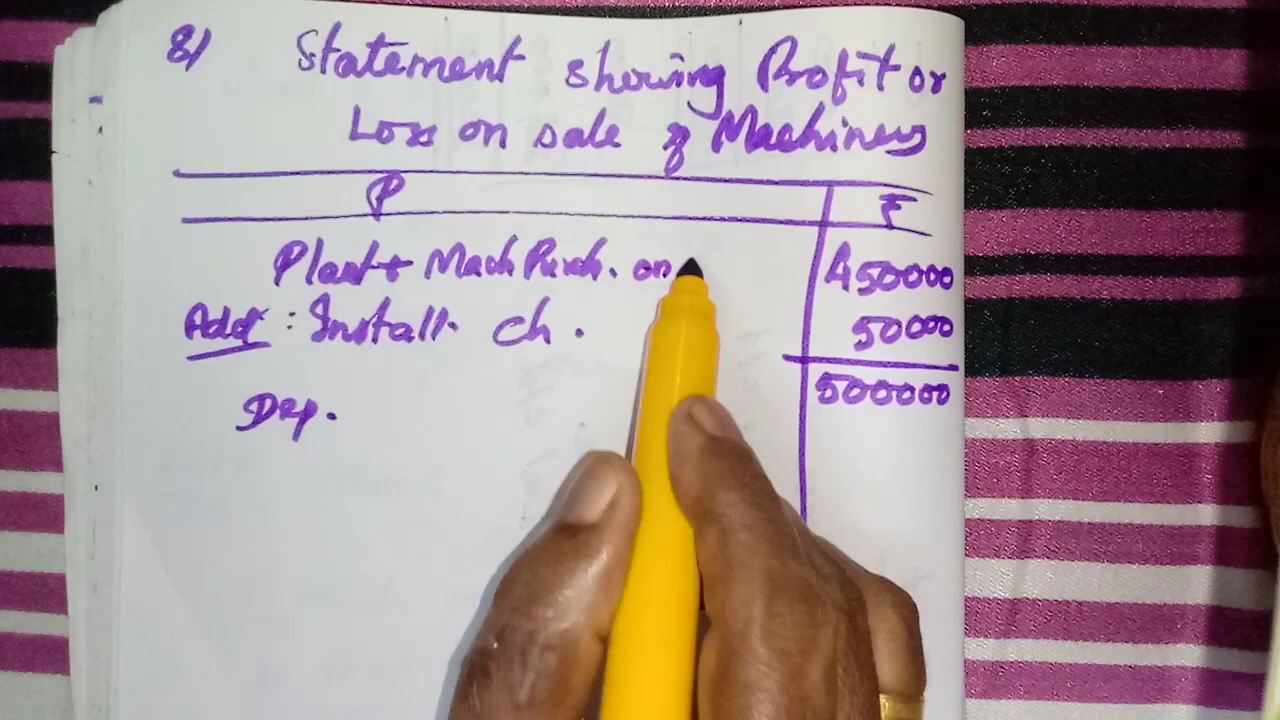 8)  Statement showing Profit or
Loss on sale of Machinery
P  ₹
Plant + Mach Purch. on  450000
Add : Install. ch.  50000
500000
Dep.